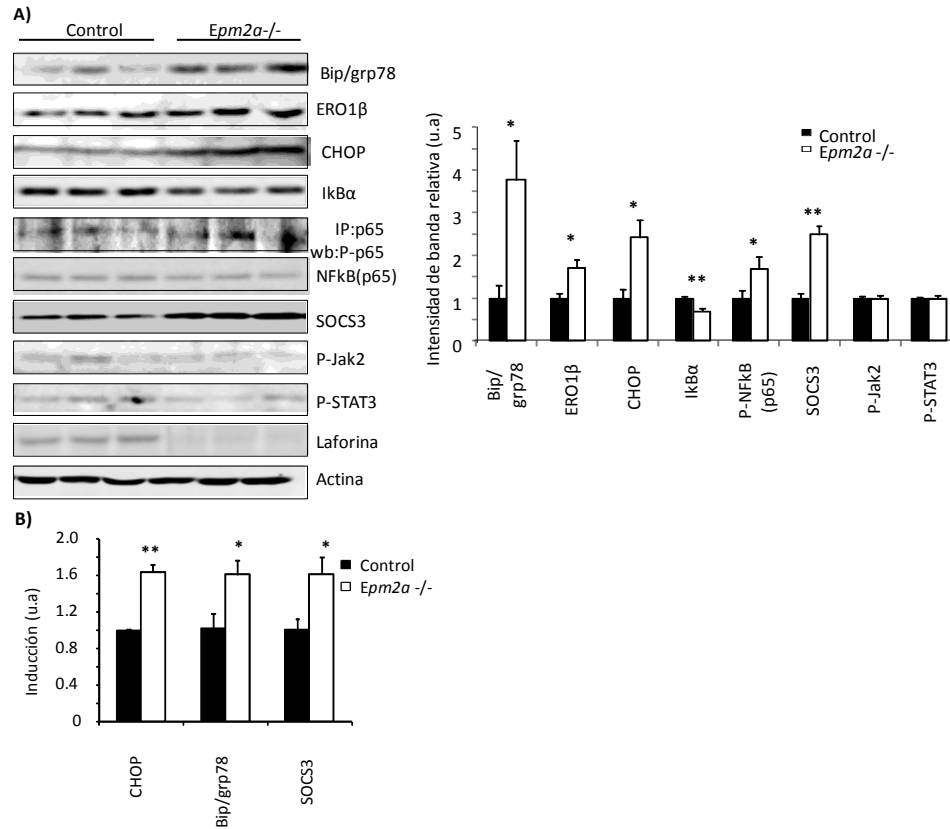 A)
Control Epm2a-/-
Bip/grp78
ERO1β
CHOP
IkBα
IP:p65
wb:P-p65
NFkB(p65)
SOCS3
P-Jak2
P-STAT3
Laforina
Actina
Intensidad de banda relativa (u.a)
5
4
3
2
1
0
* * * ** * **
Control
Epm2a -/-
Bip/
grp78
ERO1β
CHOP
IkBα
P-NFkB
(p65)
SOCS3
P-Jak2
P-STAT3
B)
Inducción (u.a)
2.0
1.6
1.2
0.8
0.4
0
** * *
Control
Epm2a -/-
CHOP
Bip/grp78
SOCS3